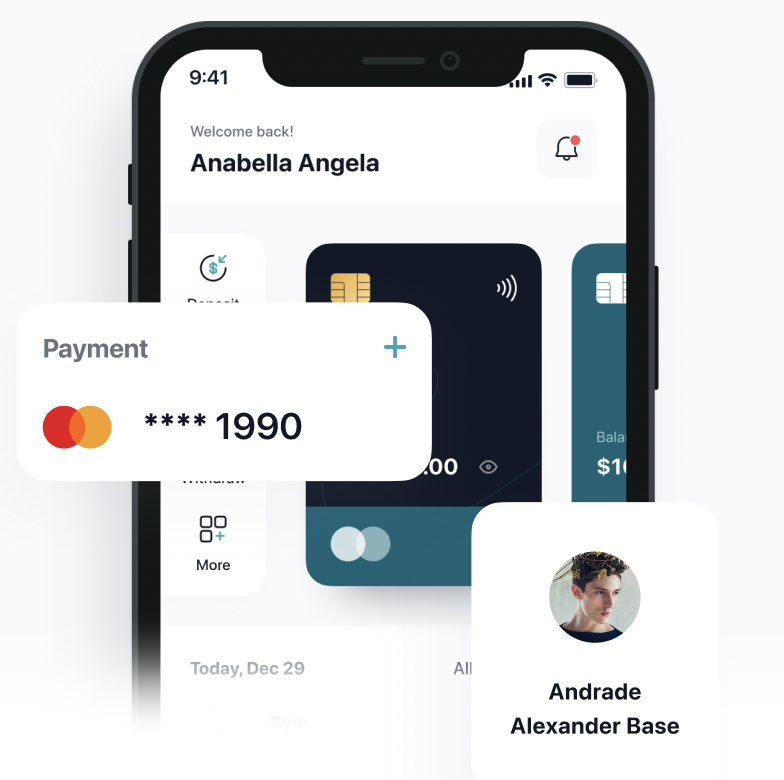 9:41
Welcome back!
Anabella Angela
Deposit
Payment
**** 1990
.00
Withdraw
More
$1
Today, Dec 29
All
Gym
Andrade
Alexander Base